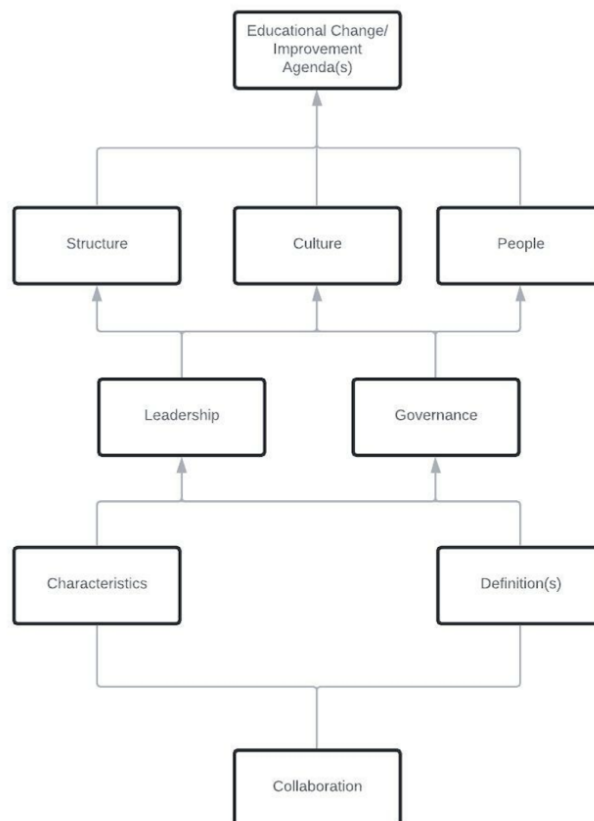 Educational Change/
Improvement
Agenda(s)
Structure
Culture
People
Leadership
Governance
Characteristics
Definition(s)
Collaboration